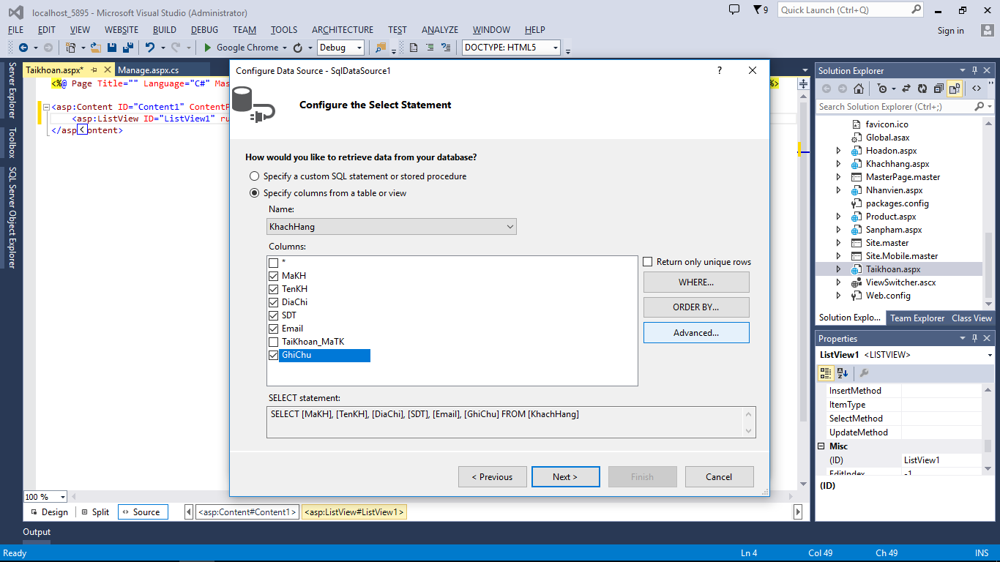 localhost_5895 - Microsoft Visual Studio (Administrator)
9
Quick Launch (Ctrl+Q)
FILE EDIT VIEW WEBSITE BUILD DEBUG TEAM TOOLS ARCHITECTURE TEST ANALYZE WINDOW HELP
Sign in
Google Chrome
Debug
DOCTYPE: HTML5
Server Explorer
Toolbox
SQL Server Object Explorer
Taikhoan.aspx*
Manage.aspx.cs
<%@ Page Title="" Language="C#" Mas
%>
<asp:Content ID="Content1" ContentP
<asp:ListView ID="ListView1" ru
</asp ontent>
<
Configure Data Source - SqlDataSource1
?
Configure the Select Statement
How would you like to retrieve data from your database?
Specify a custom SQL statement or stored procedure
Specify columns from a table or view
Name:
KhachHang
Columns:
*
MaKH
TenKH
DiaChi
SDT
Email
TaiKhoan_MaTK
GhiChu
Return only unique rows
WHERE...
ORDER BY...
Advanced...
SELECT statement:
SELECT [MaKH], [TenKH], [DiaChi], [SDT], [Email], [GhiChu] FROM [KhachHang]
< Previous
Next >
Finish
Cancel
Solution Explorer
Search Solution Explorer (Ctrl+;)
favicon.ico
Global.asax
Hoadon.aspx
Khachhang.aspx
MasterPage.master
Nhanvien.aspx
packages.config
Product.aspx
Sanpham.aspx
Site.master
Site.Mobile.master
Taikhoan.aspx
ViewSwitcher.ascx
Web.config
Solution Explo...
Team Explorer
Class View
Properties
ListView1 <LISTVIEW>
InsertMethod
ItemType
SelectMethod
UpdateMethod
Misc
(ID) ListView1
EditIndex -1
(ID)
100 %
Design
Split
Source
<asp:Content#Content1>
<asp:ListView#ListView1>
Output
Ready
Ln 4
Col 49
Ch 49
INS